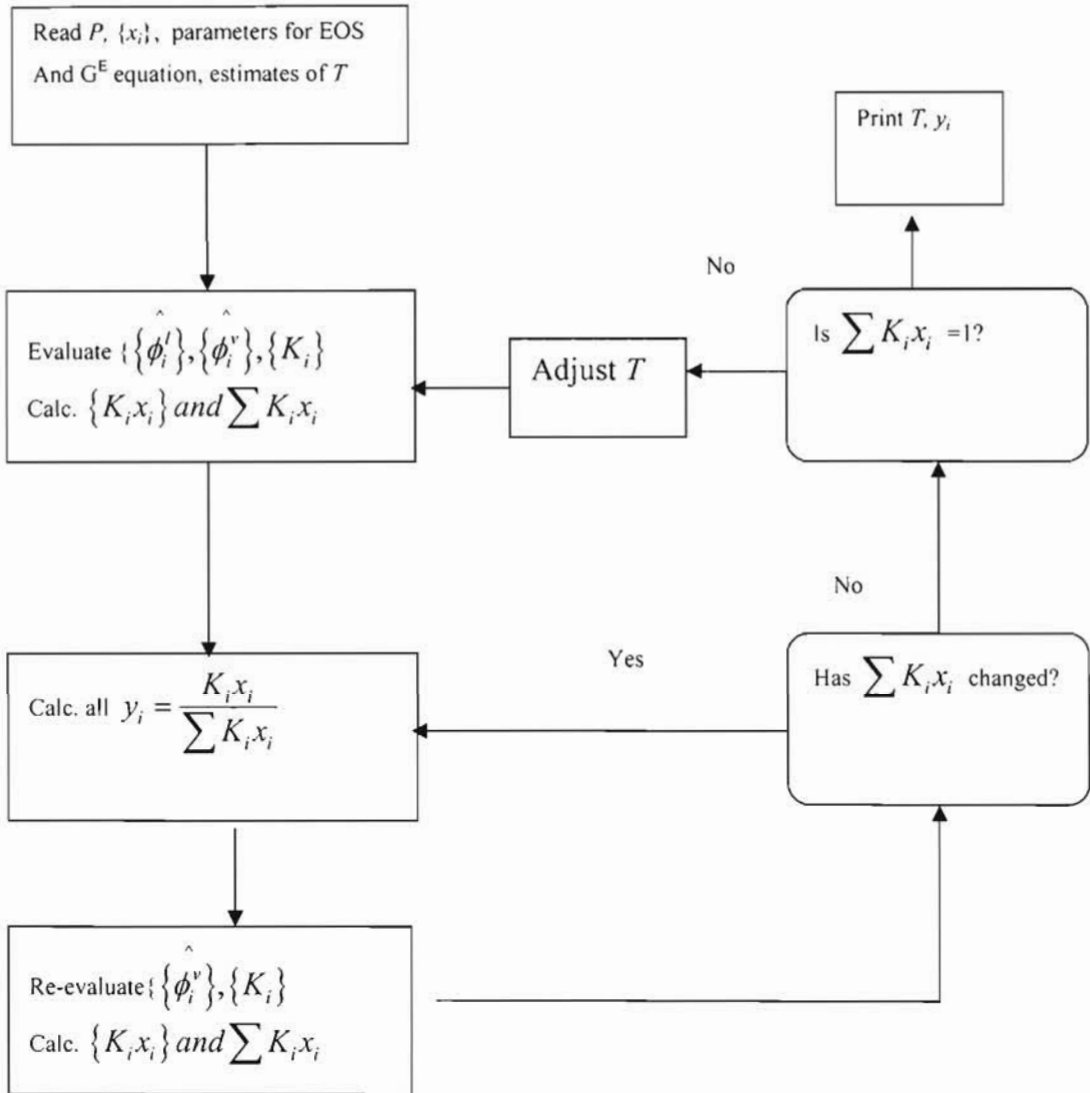 Read P, {xᵢ}, parameters for EOS
And Gᴱ equation, estimates of T
Print T, yᵢ
No
Evaluate { {ϕ̂ᵢˡ}, {ϕ̂ᵢᵛ}, {Kᵢ}
Calc. {Kᵢxᵢ} and ∑ Kᵢxᵢ
Adjust T
Is ∑ Kᵢxᵢ =1?
No
Yes
Calc. all yᵢ = Kᵢxᵢ / ∑ Kᵢxᵢ
Has ∑ Kᵢxᵢ changed?
Re-evaluate { {ϕ̂ᵢᵛ}, {Kᵢ}
Calc. {Kᵢxᵢ} and ∑ Kᵢxᵢ